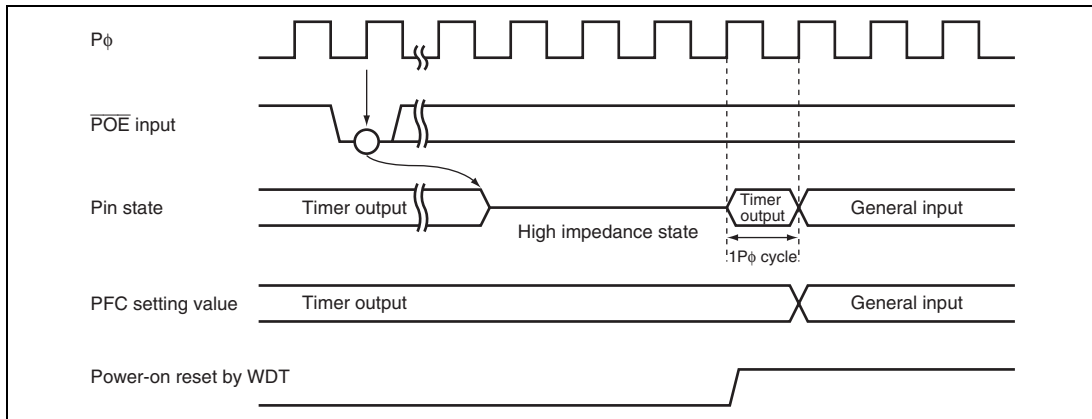 Pφ
POE input
Pin state
Timer output
High impedance state
Timer
output
General input
1Pφ cycle
PFC setting value
Timer output
General input
Power-on reset by WDT